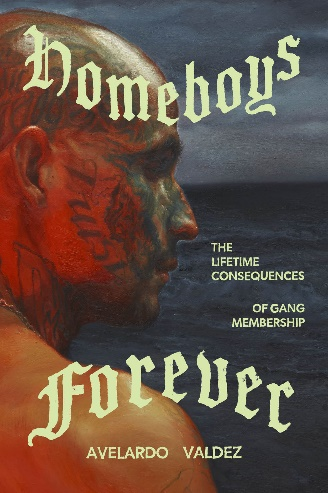 Homeboys
THE
LIFETIME
CONSEQUENCES
OF GANG
MEMBERSHIP
Forever
AVELARDO VALDEZ